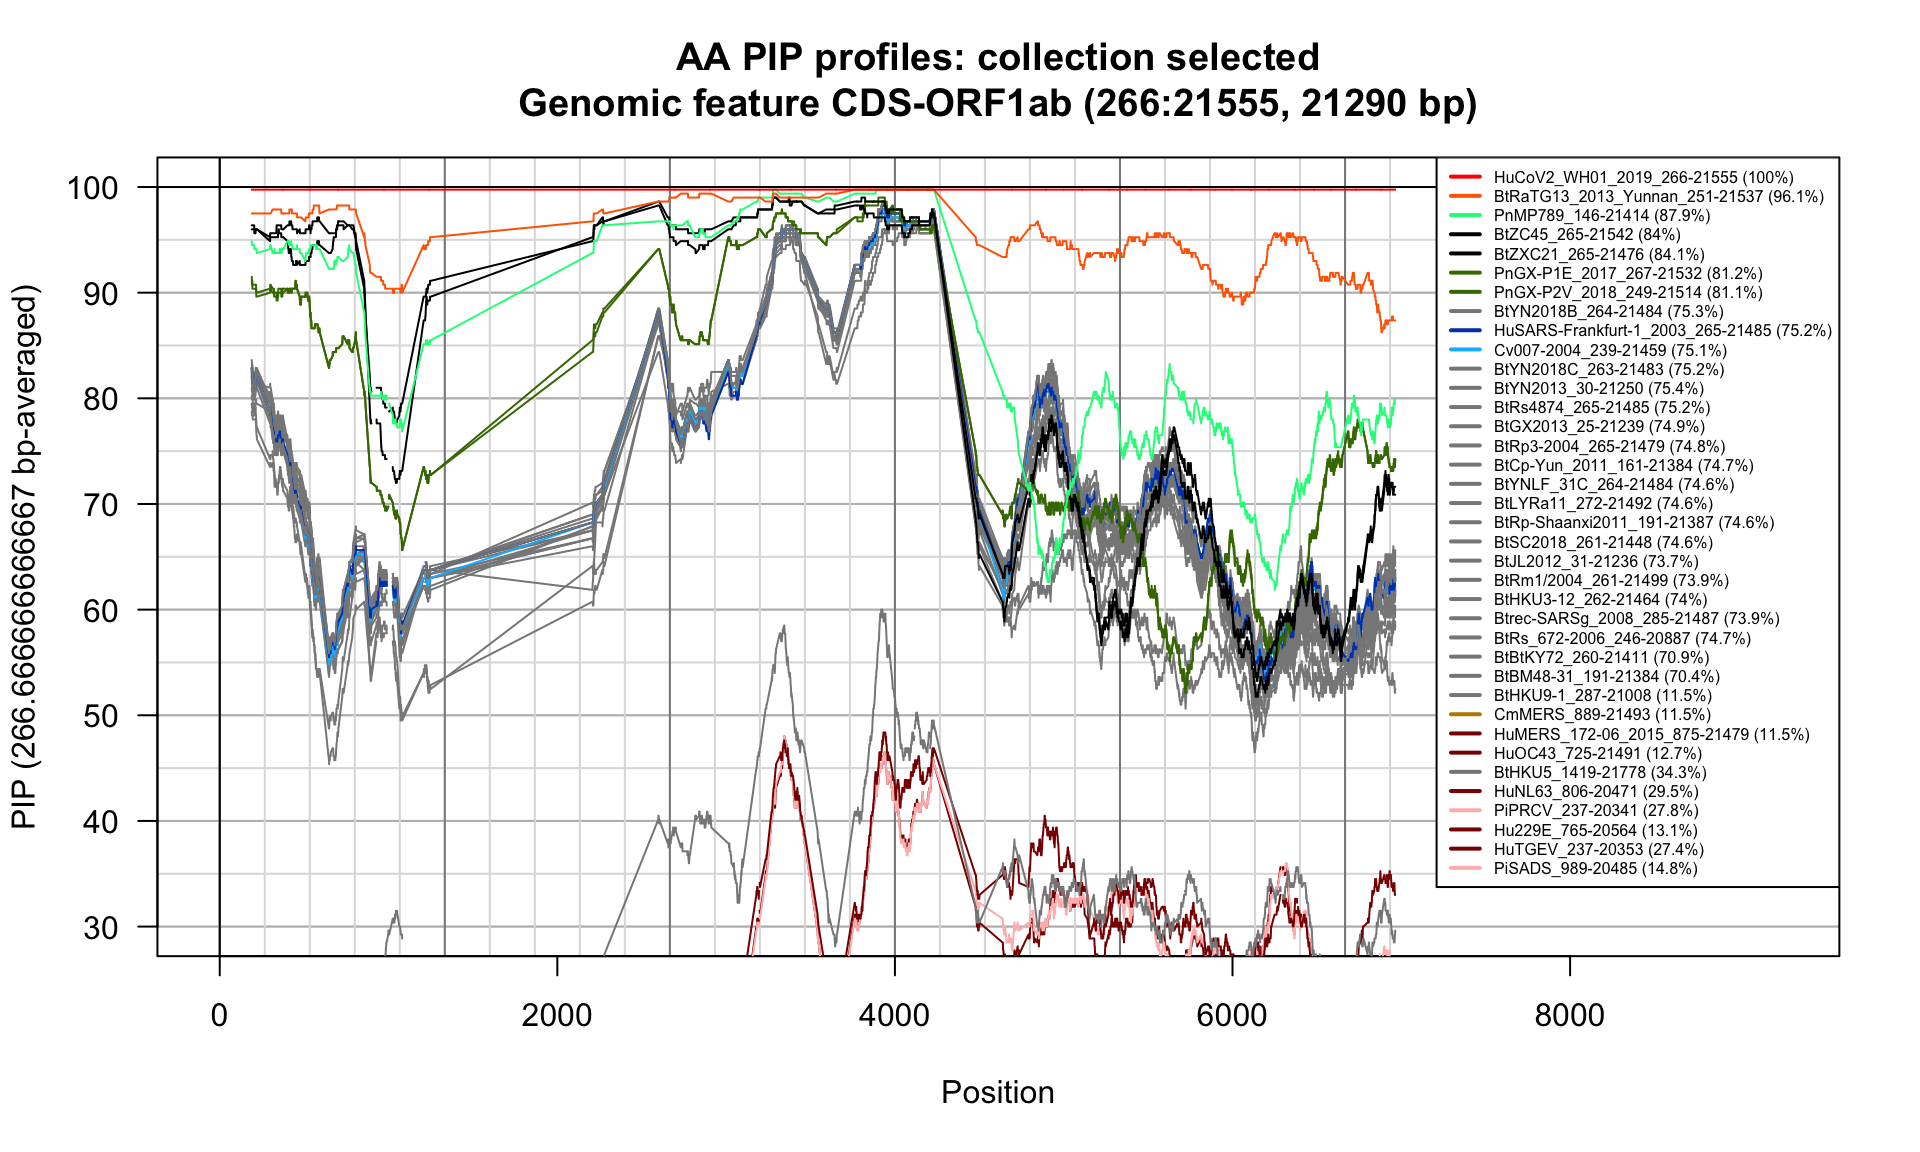 AA PIP profiles: collection selected
Genomic feature CDS-ORF1ab (266:21555, 21290 bp)
PIP (266.666666666667 bp-averaged)
100
90
80
70
60
50
40
30
0
2000
4000
6000
8000
Position
HuCoV2_WH01_2019_266-21555 (100%)
BtRaTG13_2013_Yunnan_251-21537 (96.1%)
PnMP789_146-21414 (87.9%)
BtZC45_265-21542 (84%)
BtZXC21_265-21476 (84.1%)
PnGX-P1E_2017_267-21532 (81.2%)
PnGX-P2V_2018_249-21514 (81.1%)
BtYN2018B_264-21484 (75.3%)
HuSARS-Frankfurt-1_2003_265-21485 (75.2%)
Cv007-2004_239-21459 (75.1%)
BtYN2018C_263-21483 (75.2%)
BtYN2013_30-21250 (75.4%)
BtRs4874_265-21485 (75.2%)
BtGX2013_25-21239 (74.9%)
BtRp3-2004_265-21479 (74.8%)
BtCp-Yun_2011_161-21384 (74.7%)
BtYNLF_31C_264-21484 (74.6%)
BtLYRa11_272-21492 (74.6%)
BtRp-Shaanxi2011_191-21387 (74.6%)
BtSC2018_261-21448 (74.6%)
BtJL2012_31-21236 (73.7%)
BtRm1/2004_261-21499 (73.9%)
BtHKU3-12_262-21464 (74%)
Btrec-SARSg_2008_285-21487 (73.9%)
BtRs_672-2006_246-20887 (74.7%)
BtBtKY72_260-21411 (70.9%)
BtBM48-31_191-21384 (70.4%)
BtHKU9-1_287-21008 (11.5%)
CmMERS_889-21493 (11.5%)
HuMERS_172-06_2015_875-21479 (11.5%)
HuOC43_725-21491 (12.7%)
BtHKU5_1419-21778 (34.3%)
HuNL63_806-20471 (29.5%)
PiPRCV_237-20341 (27.8%)
Hu229E_765-20564 (13.1%)
HuTGEV_237-20353 (27.4%)
PiSADS_989-20485 (14.8%)